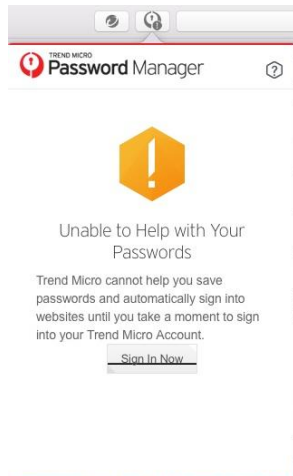 TREND MICRO
Password Manager
?
!
Unable to Help with Your
Passwords
Trend Micro cannot help you save
passwords and automatically sign into
websites until you take a moment to sign
into your Trend Micro Account.
Sign In Now